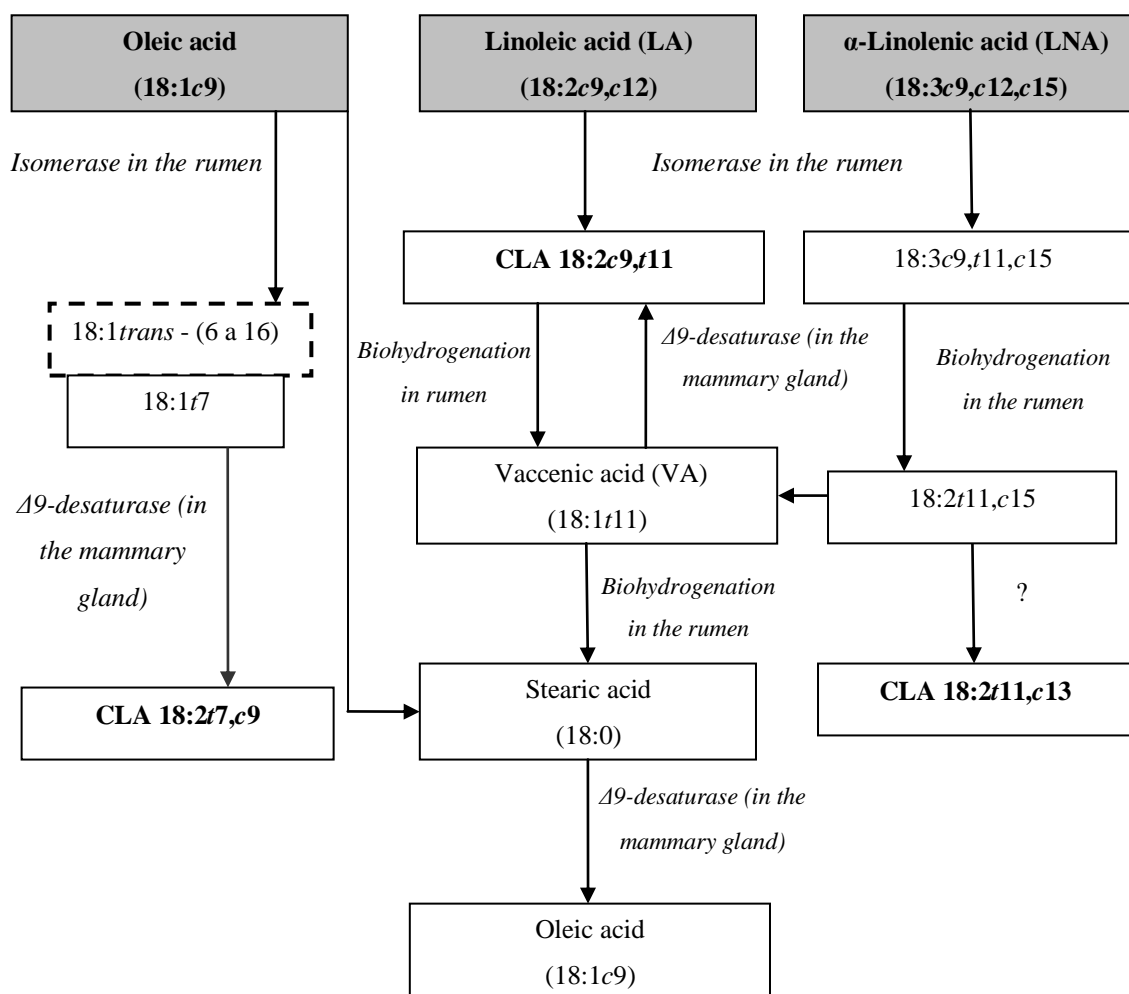 Oleic acid
(18:1c9)
Linoleic acid (LA)
(18:2c9,c12)
α-Linolenic acid (LNA)
(18:3c9,c12,c15)
Isomerase in the rumen
Isomerase in the rumen
CLA 18:2c9,t11
18:3c9,t11,c15
18:1trans - (6 a 16)
18:1t7
Biohydrogenation
in rumen
Δ9-desaturase (in the
mammary gland)
Biohydrogenation
in the rumen
Vaccenic acid (VA)
(18:1t11)
18:2t11,c15
Δ9-desaturase (in
the mammary
gland)
Biohydrogenation
in the rumen
?
CLA 18:2t7,c9
Stearic acid
(18:0)
CLA 18:2t11,c13
Δ9-desaturase (in the
mammary gland)
Oleic acid
(18:1c9)